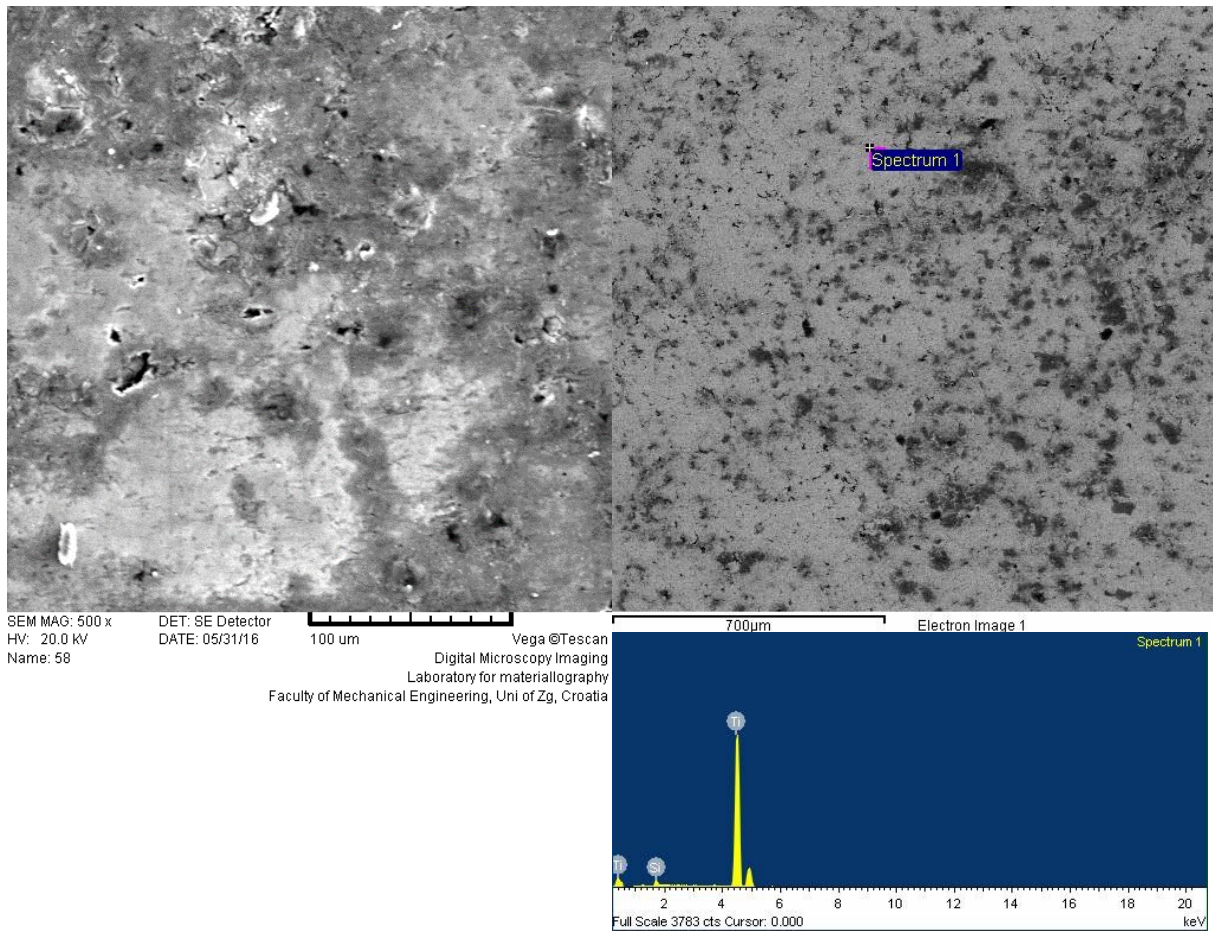 Spectrum 1
SEM MAG: 500 x DET: SE Detector
HV: 20.0 kV DATE: 05/31/16 100 um Vega ©Tescan
Name: 58 Digital Microscopy Imaging
Laboratory for materiallography
Faculty of Mechanical Engineering, Uni of Zg, Croatia
700µm Electron Image 1
Spectrum 1
Ti
Ti Si
2 4 6 8 10 12 14 16 18 20
Full Scale 3783 cts Cursor: 0.000 keV